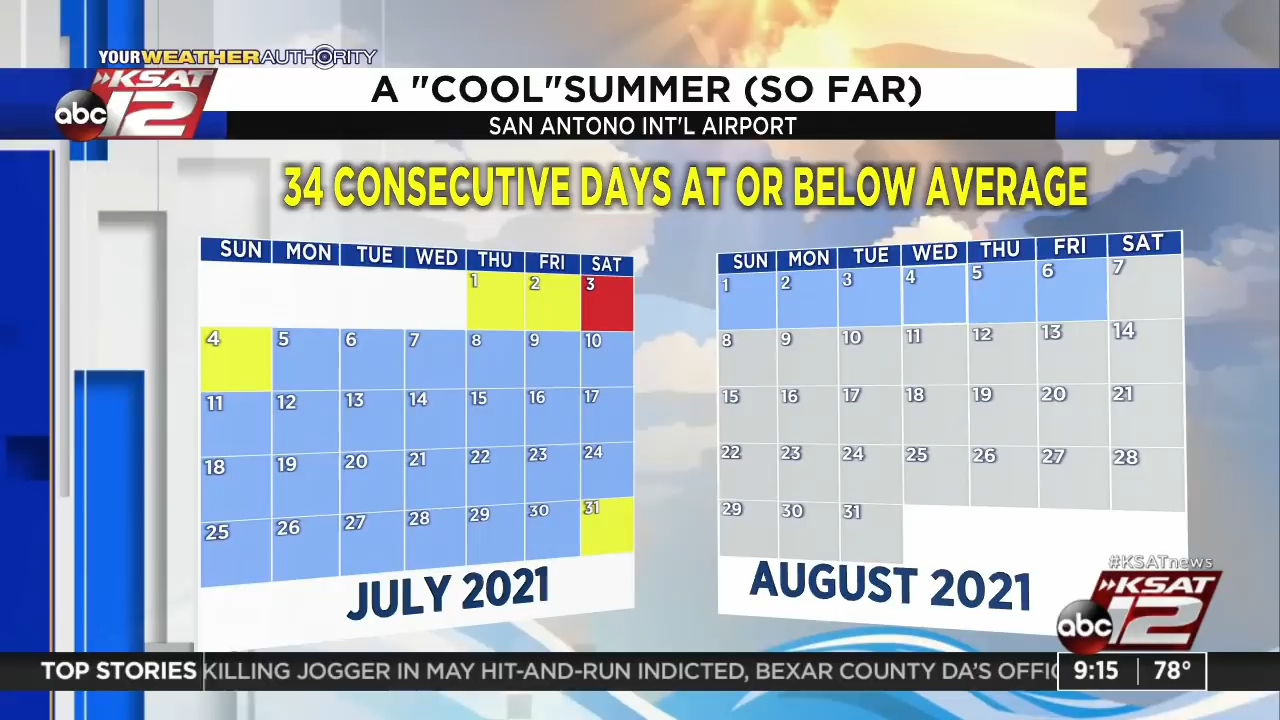 YOUR WEATHER AUTHORITY
KSAT
abc 12
A "COOL"SUMMER (SO FAR)
SAN ANTONO INT'L AIRPORT
34 CONSECUTIVE DAYS AT OR BELOW AVERAGE
SUN MON TUE WED THU FRI SAT
1 2 3
4 5 6 7 8 9 10
11 12 13 14 15 16 17
18 19 20 21 22 23 24
25 26 27 28 29 30 31
JULY 2021
SUN MON TUE WED THU FRI SAT
1 2 3 4 5 6 7
8 9 10 11 12 13 14
15 16 17 18 19 20 21
22 23 24 25 26 27 28
29 30 31
AUGUST 2021
#KSATnews
KSAT
abc 12
TOP STORIES KILLING JOGGER IN MAY HIT-AND-RUN INDICTED, BEXAR COUNTY DA'S OFFIC
9:15 78°